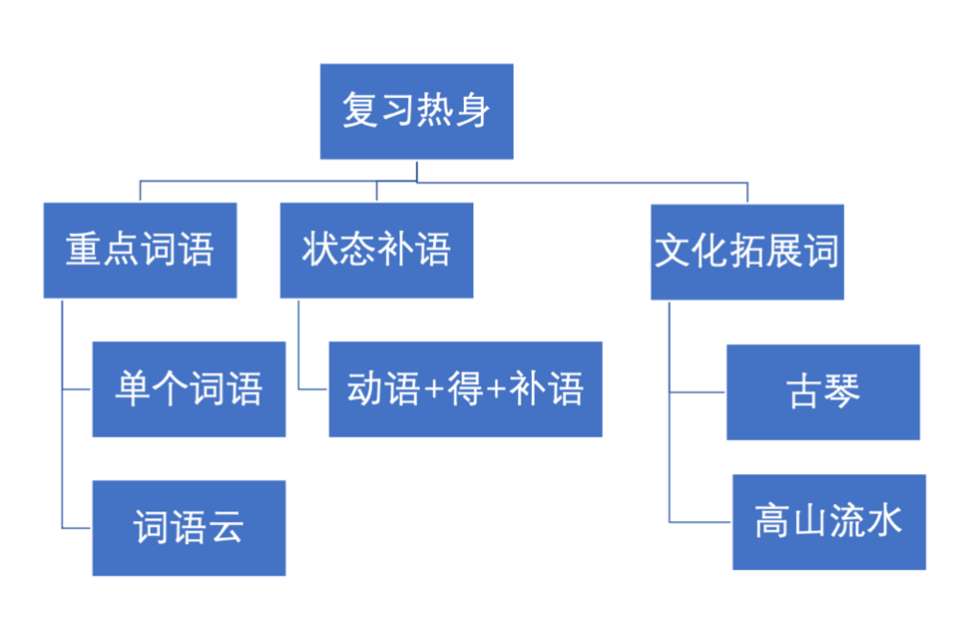 复习热身
重点词语
状态补语
文化拓展词
单个词语
动语+得+补语
古琴
词语云
高山流水